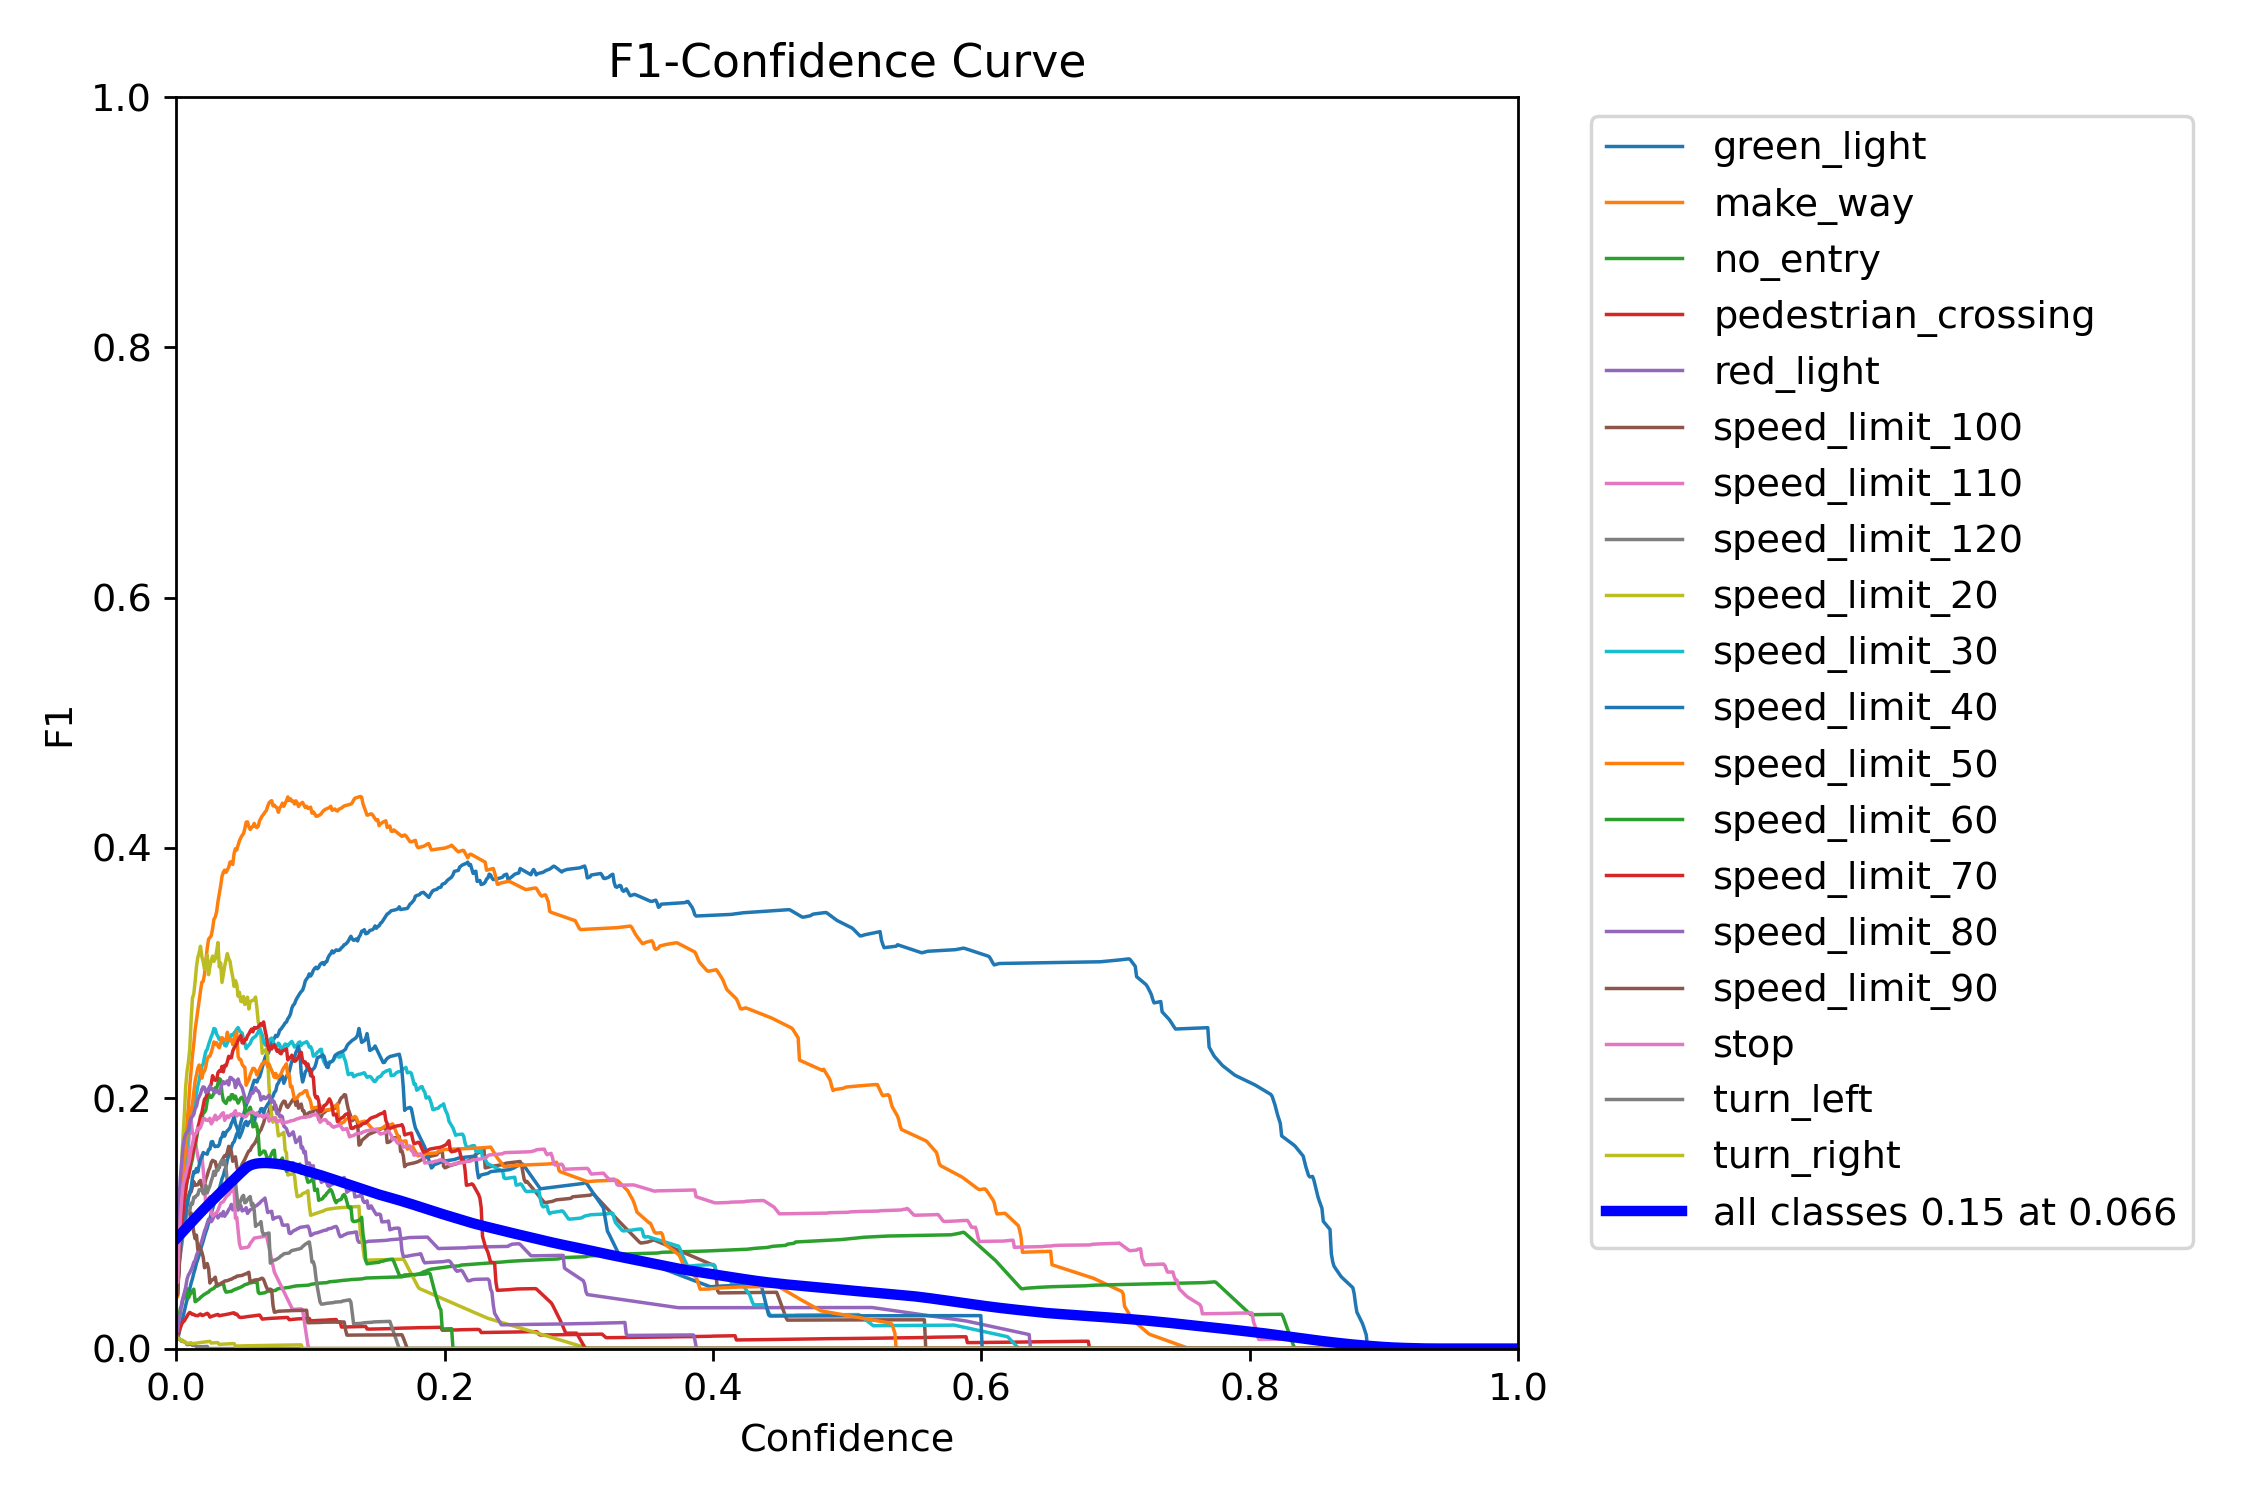 F1-Confidence Curve
1.0
0.8
0.6
0.4
0.2
0.0
F1
0.0 0.2 0.4 0.6 0.8 1.0
Confidence
green_light
make_way
no_entry
pedestrian_crossing
red_light
speed_limit_100
speed_limit_110
speed_limit_120
speed_limit_20
speed_limit_30
speed_limit_40
speed_limit_50
speed_limit_60
speed_limit_70
speed_limit_80
speed_limit_90
stop
turn_left
turn_right
all classes 0.15 at 0.066